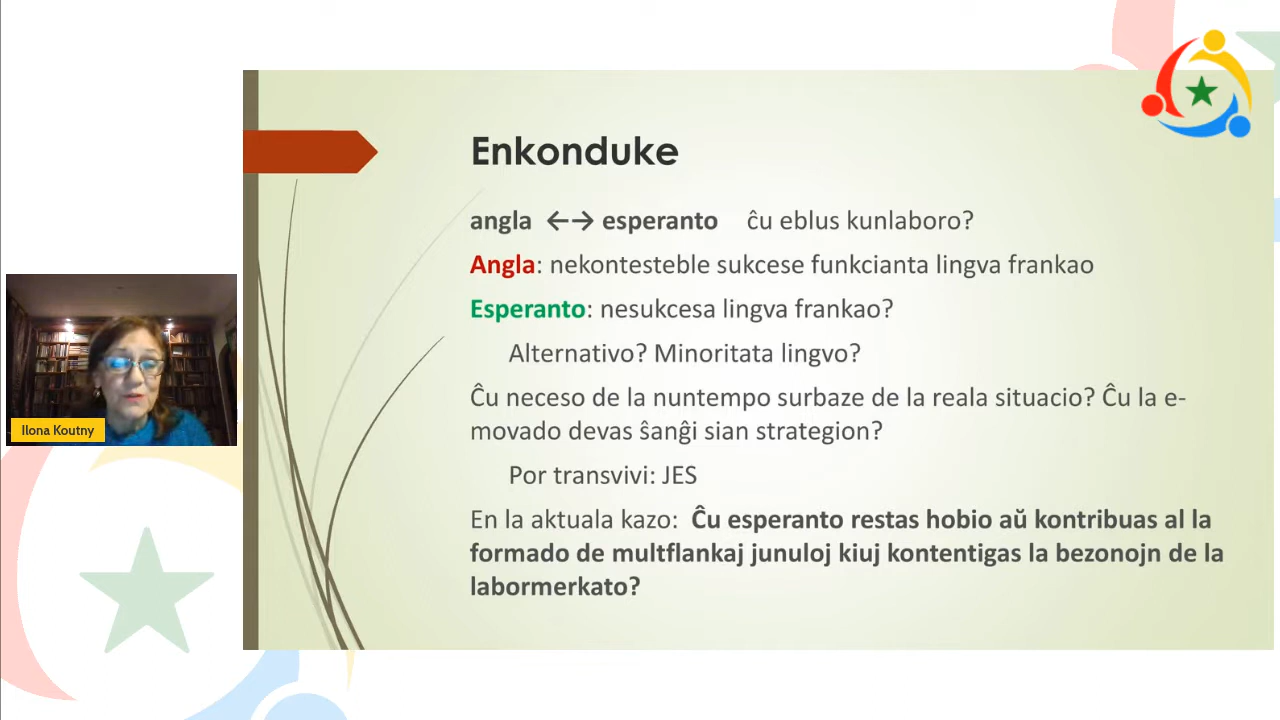 Enkonduke
angla ←→ esperanto ĉu eblus kunlaboro?
Angla: nekontesteble sukcese funkcianta lingva frankao
Esperanto: nesukcesa lingva frankao?
Alternativo? Minoritata lingvo?
Ĉu neceso de la nuntempo surbaze de la reala situacio? Ĉu la e-
movado devas ŝanĝi sian strategion?
Por transvivi: JES
En la aktuala kazo: Ĉu esperanto restas hobio aŭ kontribuas al la
formado de multflankaj junuloj kiuj kontentigas la bezonojn de la
labormerkato?
Ilona Koutny